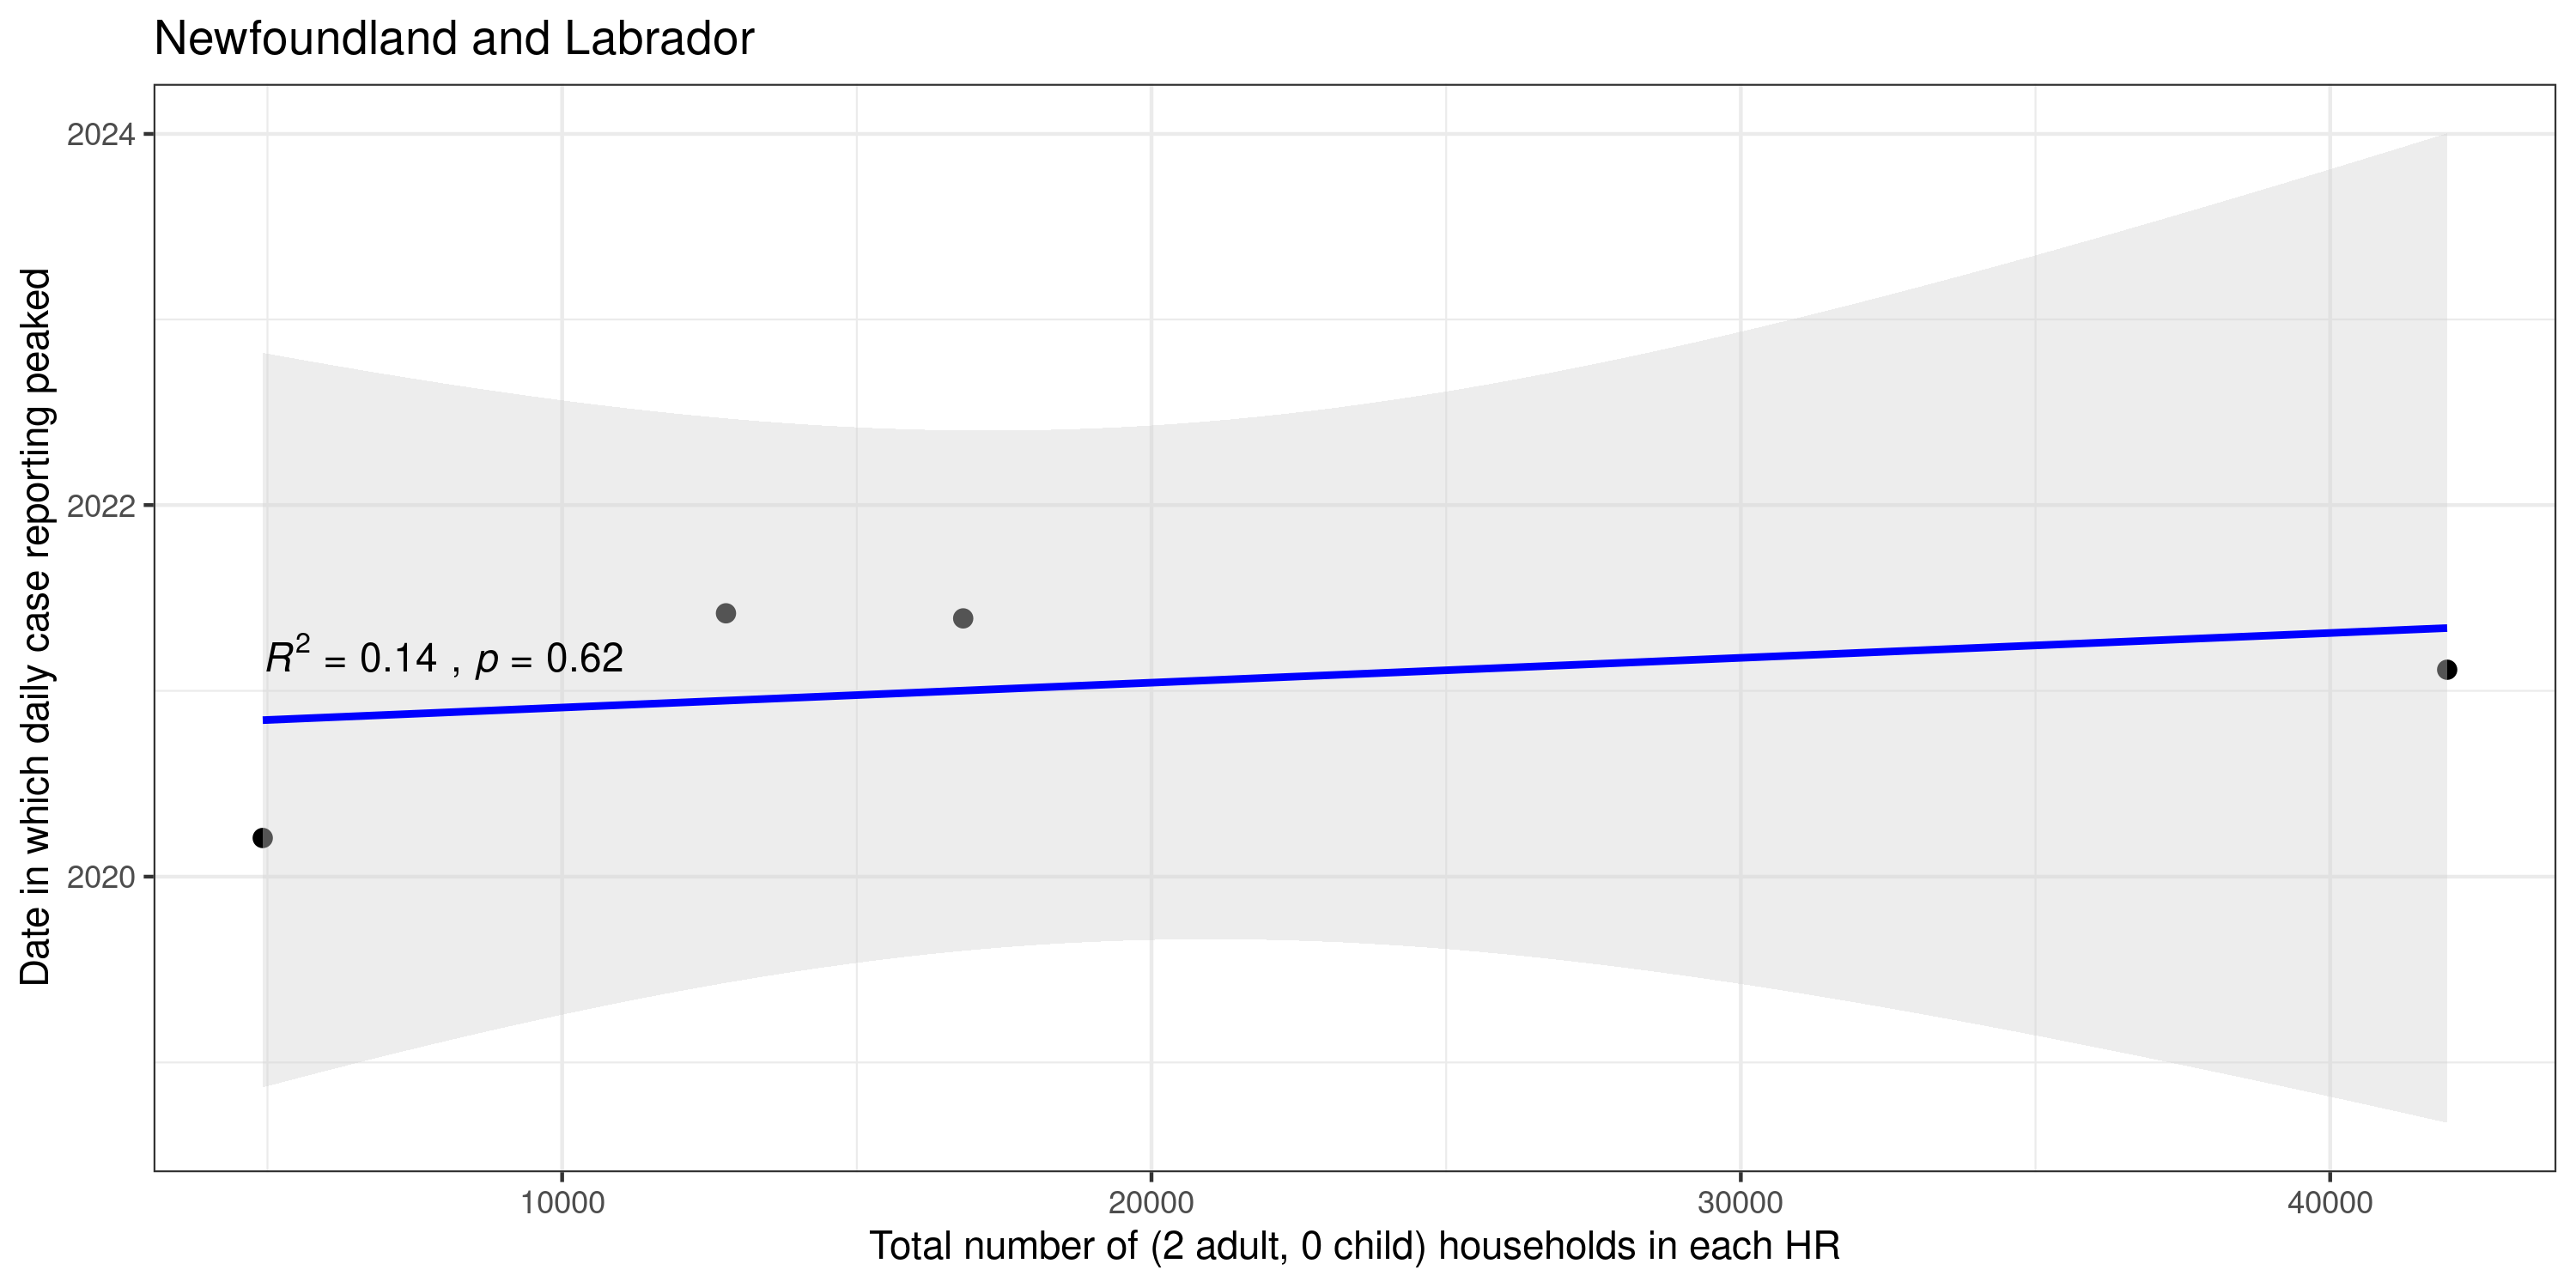 Newfoundland and Labrador
Date in which daily case reporting peaked
2024
2022
2020
R² = 0.14 , p = 0.62
10000
20000
30000
40000
Total number of (2 adult, 0 child) households in each HR